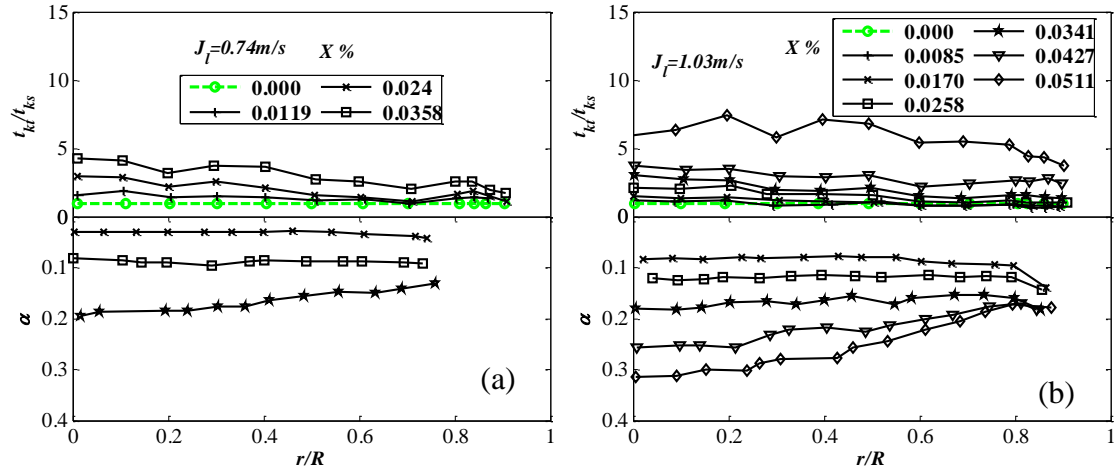 15
10
5
0
t_kt/t_ks
J_l=0.74m/s X %
0.000 0.024
0.0119 0.0358
0.1
0.2
0.3
0.4
α
(a)
0 0.2 0.4 0.6 0.8 1
r/R
15
10
5
0
t_kt/t_ks
J_l=1.03m/s X %
0.000 0.0341
0.0085 0.0427
0.0170 0.0511
0.0258
0.1
0.2
0.3
0.4
α
(b)
0 0.2 0.4 0.6 0.8 1
r/R